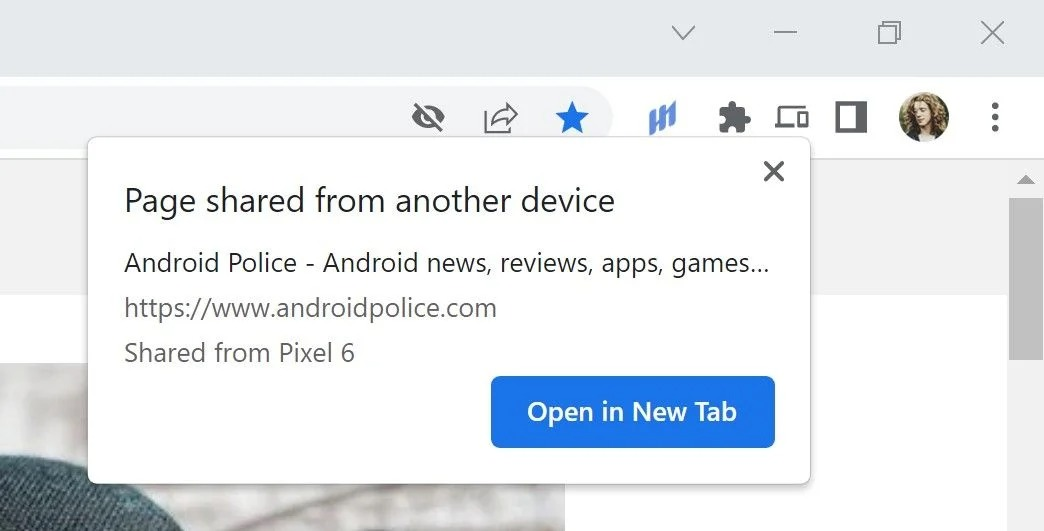 Page shared from another device
Android Police - Android news, reviews, apps, games...
https://www.androidpolice.com
Shared from Pixel 6
Open in New Tab